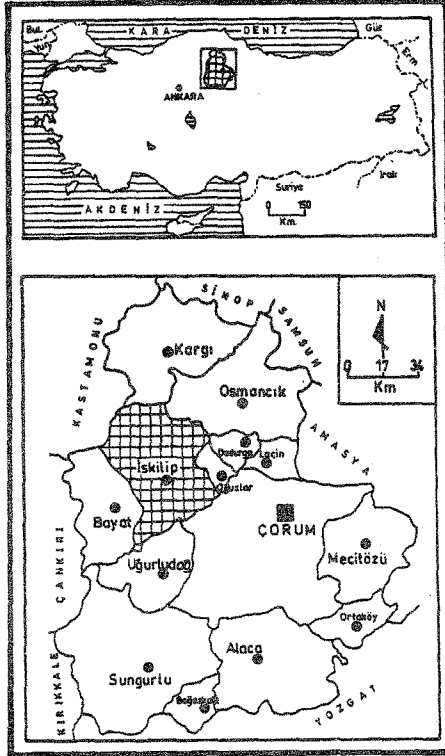 Bul.
KARA DENİZ
Gür.
Yun.
Erm.
ANKARA
Suriye
Irak
AKDENİZ
0 150
Km.
SİNOP
SAMSUN
N
KASTAMONU
Kargı
0 17 34
Km
Osmancık
AMASYA
Dodurga
Laçin
İskilip
Oğuzlar
Bayat
ÇORUM
Mecitözü
ÇANKIRI
Uğurludağ
Ortaköy
Alaca
KIRIKKALE
Sungurlu
Boğazkale
YOZGAT